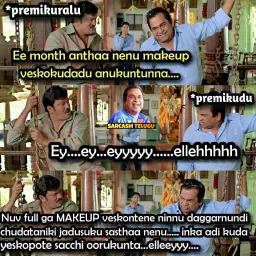 *premikuralu
Ee month anthaa nenu makeup
veskokudadu anukuntunna....
SARCASM TELUGU
*premikudu
Ey....ey...eyyyyy......ellehhhhh
Nuv full ga MAKEUP veskontene ninnu daggarnundi
chudataniki jadusuku sasthaa nenu..... inka adi kuda
yeskopote sacchi oorukunta...elleeyyy....